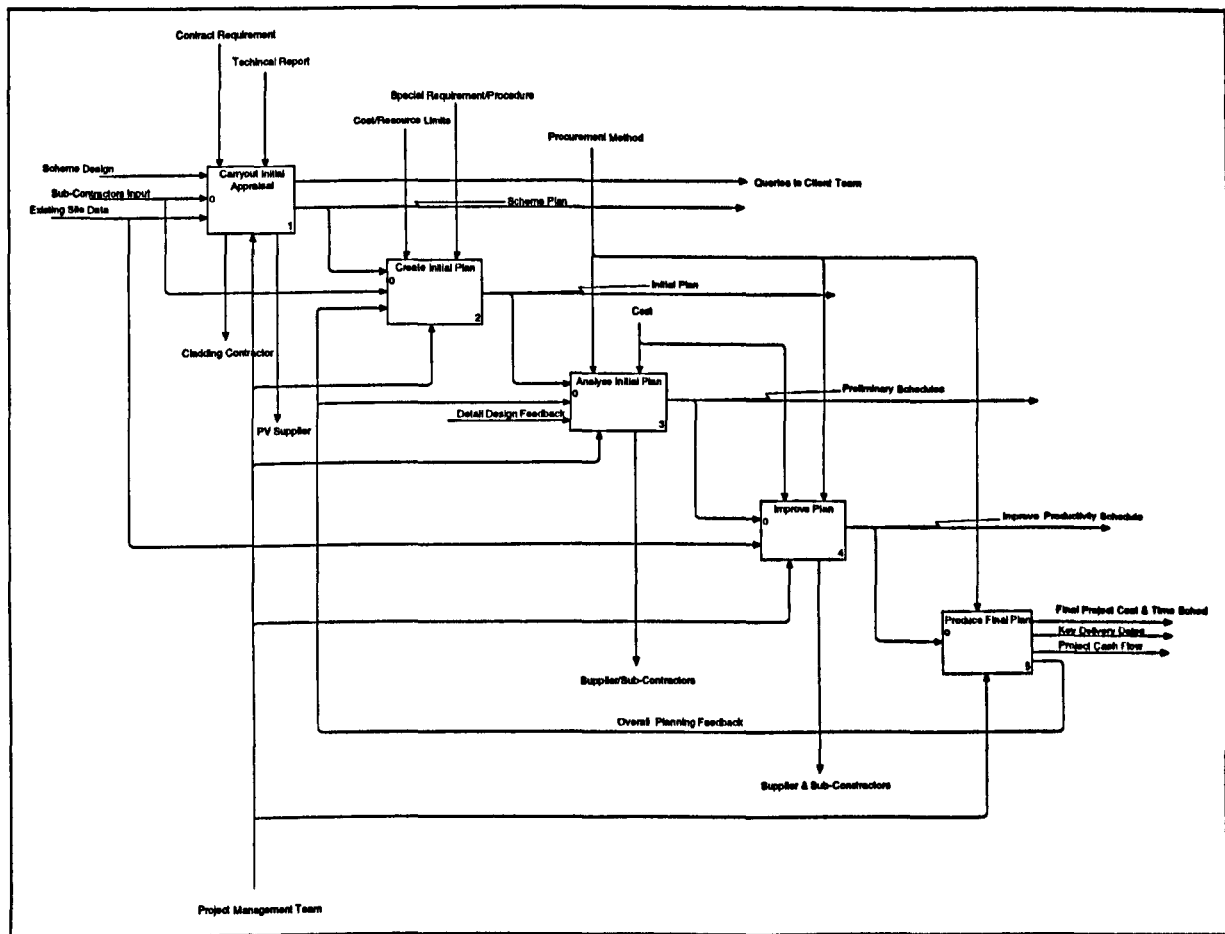 Contract Requirement
Techincal Report
Special Requirement/Procedure
Cost/Resource Limits
Procurement Method
Scheme Design
Carryout Initial
Appraisal
Queries to Client Team
Sub-Contractors Input
0
Scheme Plan
Existing Site Data
1
Create Initial Plan
0
Initial Plan
2
Cost
Cladding Contractor
Analyse Initial Plan
Preliminary Schedules
0
Detail Design Feedback
3
PV Supplier
Improve Plan
Improve Productivity Schedule
0
4
Final Project Cost & Time Sched
Produce Final Plan
Key Delivery Dates
0
Project Cash Flow
5
Supplier/Sub-Contractors
Overall Planning Feedback
Supplier & Sub-Constractors
Project Management Team